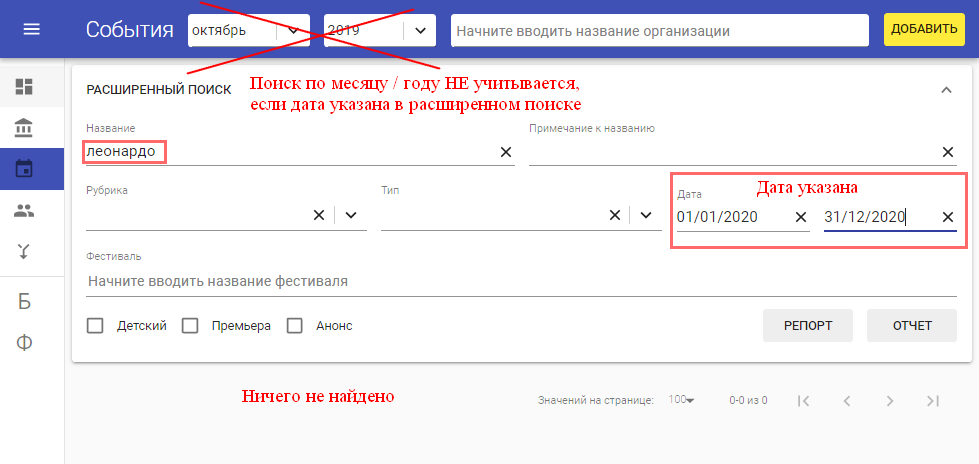 События
октябрь
2019
Начните вводить название организации
ДОБАВИТЬ
Поиск по месяцу / году НЕ учитывается,
если дата указана в расширенном поиске
РАСШИРЕННЫЙ ПОИСК
Название
леонардо
Примечание к названию
Рубрика
Тип
Дата
Дата указана
01/01/2020
31/12/2020
Фестиваль
Начните вводить название фестиваля
Детский
Премьера
Анонс
РЕПОРТ
ОТЧЕТ
Б
Ф
Ничего не найдено
Значений на странице:
100
0-0 из 0